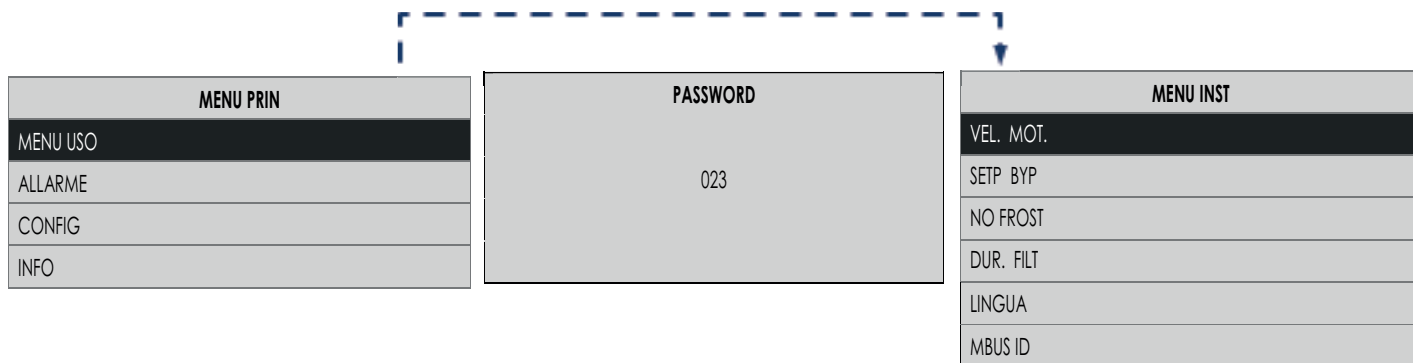 MENU PRIN
MENU USO
ALLARME
CONFIG
INFO
PASSWORD
023
MENU INST
VEL. MOT.
SETP BYP
NO FROST
DUR. FILT
LINGUA
MBUS ID